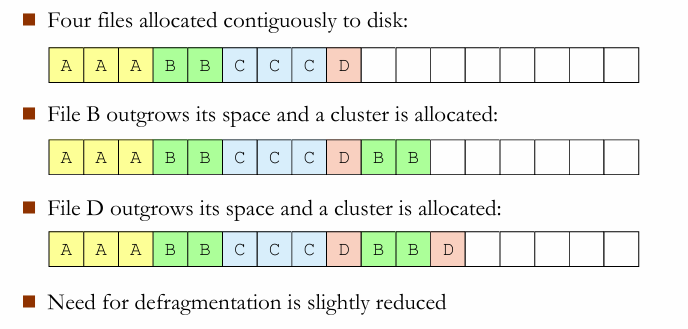 Four files allocated contiguously to disk:
A A A B B C C C D
File B outgrows its space and a cluster is allocated:
A A A B B C C C D B B
File D outgrows its space and a cluster is allocated:
A A A B B C C C D B B D
Need for defragmentation is slightly reduced